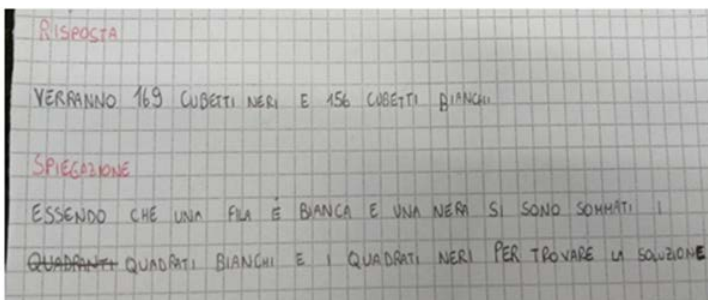 RISPOSTA
VERRANNO 169 CUBETTI NERI E 156 CUBETTI BIANCHI
SPIEGAZIONE
ESSENDO CHE UNA FILA È BIANCA E UNA NERA SI SONO SOMMATI I
QUADRANTI QUADRATI BIANCHI E I QUADRATI NERI PER TROVARE LA SOLUZIONE